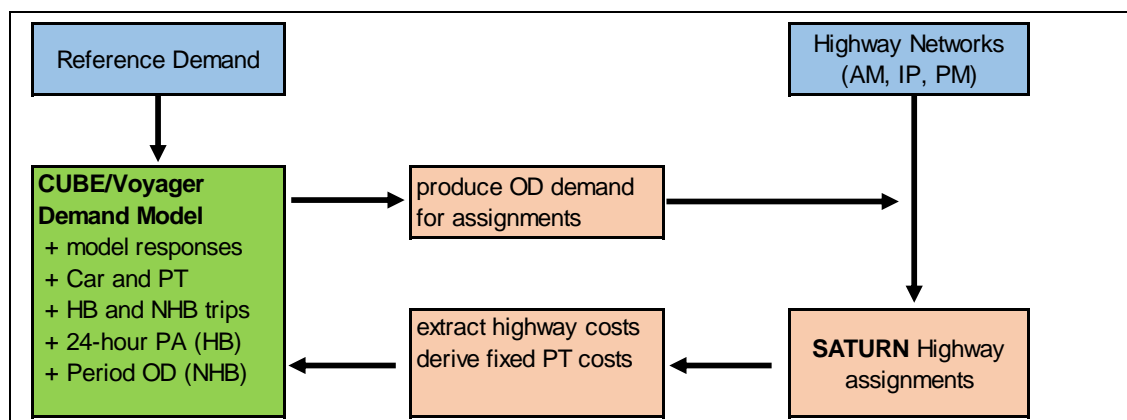 Reference Demand
Highway Networks
(AM, IP, PM)
CUBE/Voyager
Demand Model
+ model responses
+ Car and PT
+ HB and NHB trips
+ 24-hour PA (HB)
+ Period OD (NHB)
produce OD demand
for assignments
extract highway costs
derive fixed PT costs
SATURN Highway
assignments